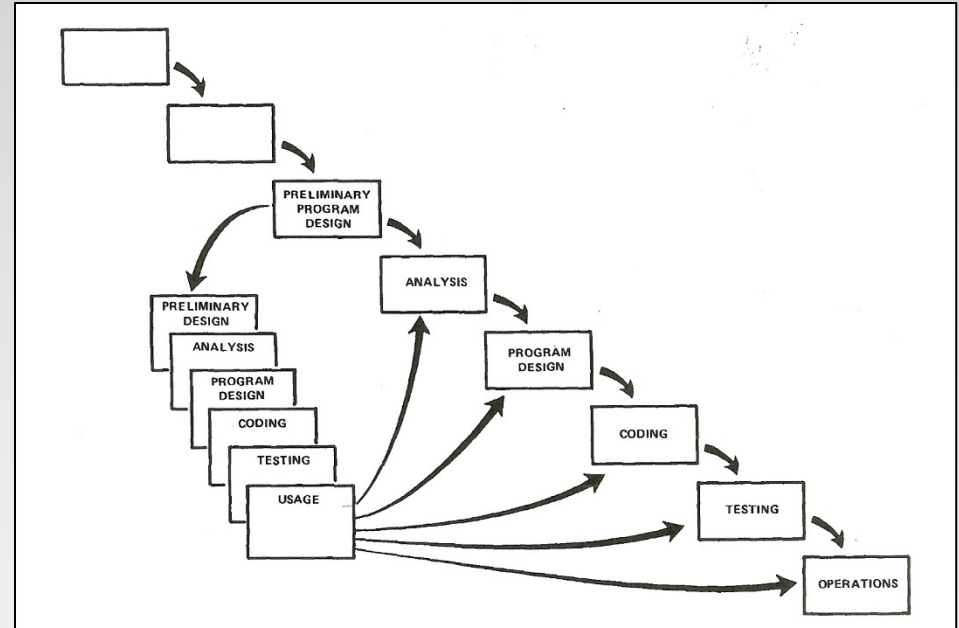 PRELIMINARY
PROGRAM
DESIGN
ANALYSIS
PROGRAM
DESIGN
CODING
TESTING
OPERATIONS
PRELIMINARY
DESIGN
ANALYSIS
PROGRAM
DESIGN
CODING
TESTING
USAGE